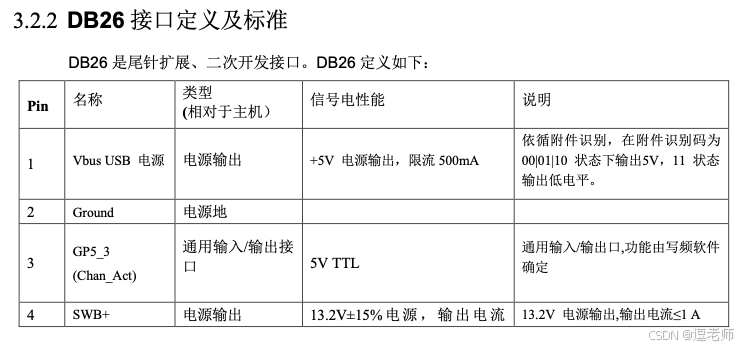 3.2.2 DB26 接口定义及标准
DB26 是尾针扩展、二次开发接口。DB26 定义如下：
Pin 名称 类型 信号电性能 说明
(相对于主机)
1 Vbus USB 电源 电源输出 +5V 电源输出，限流 500mA 依循附件识别，在附件识别码为
00|01|10 状态下输出5V，11 状态
输出低电平。
2 Ground 电源地
3 GP5_3 通用输入/输出接 5V TTL 通用输入/输出口,功能由写频软件
(Chan_Act) 口 确定
4 SWB+ 电源输出 13.2V±15%电源，输出电流 13.2V 电源输出,输出电流≤1 A
CSDN @逗老师